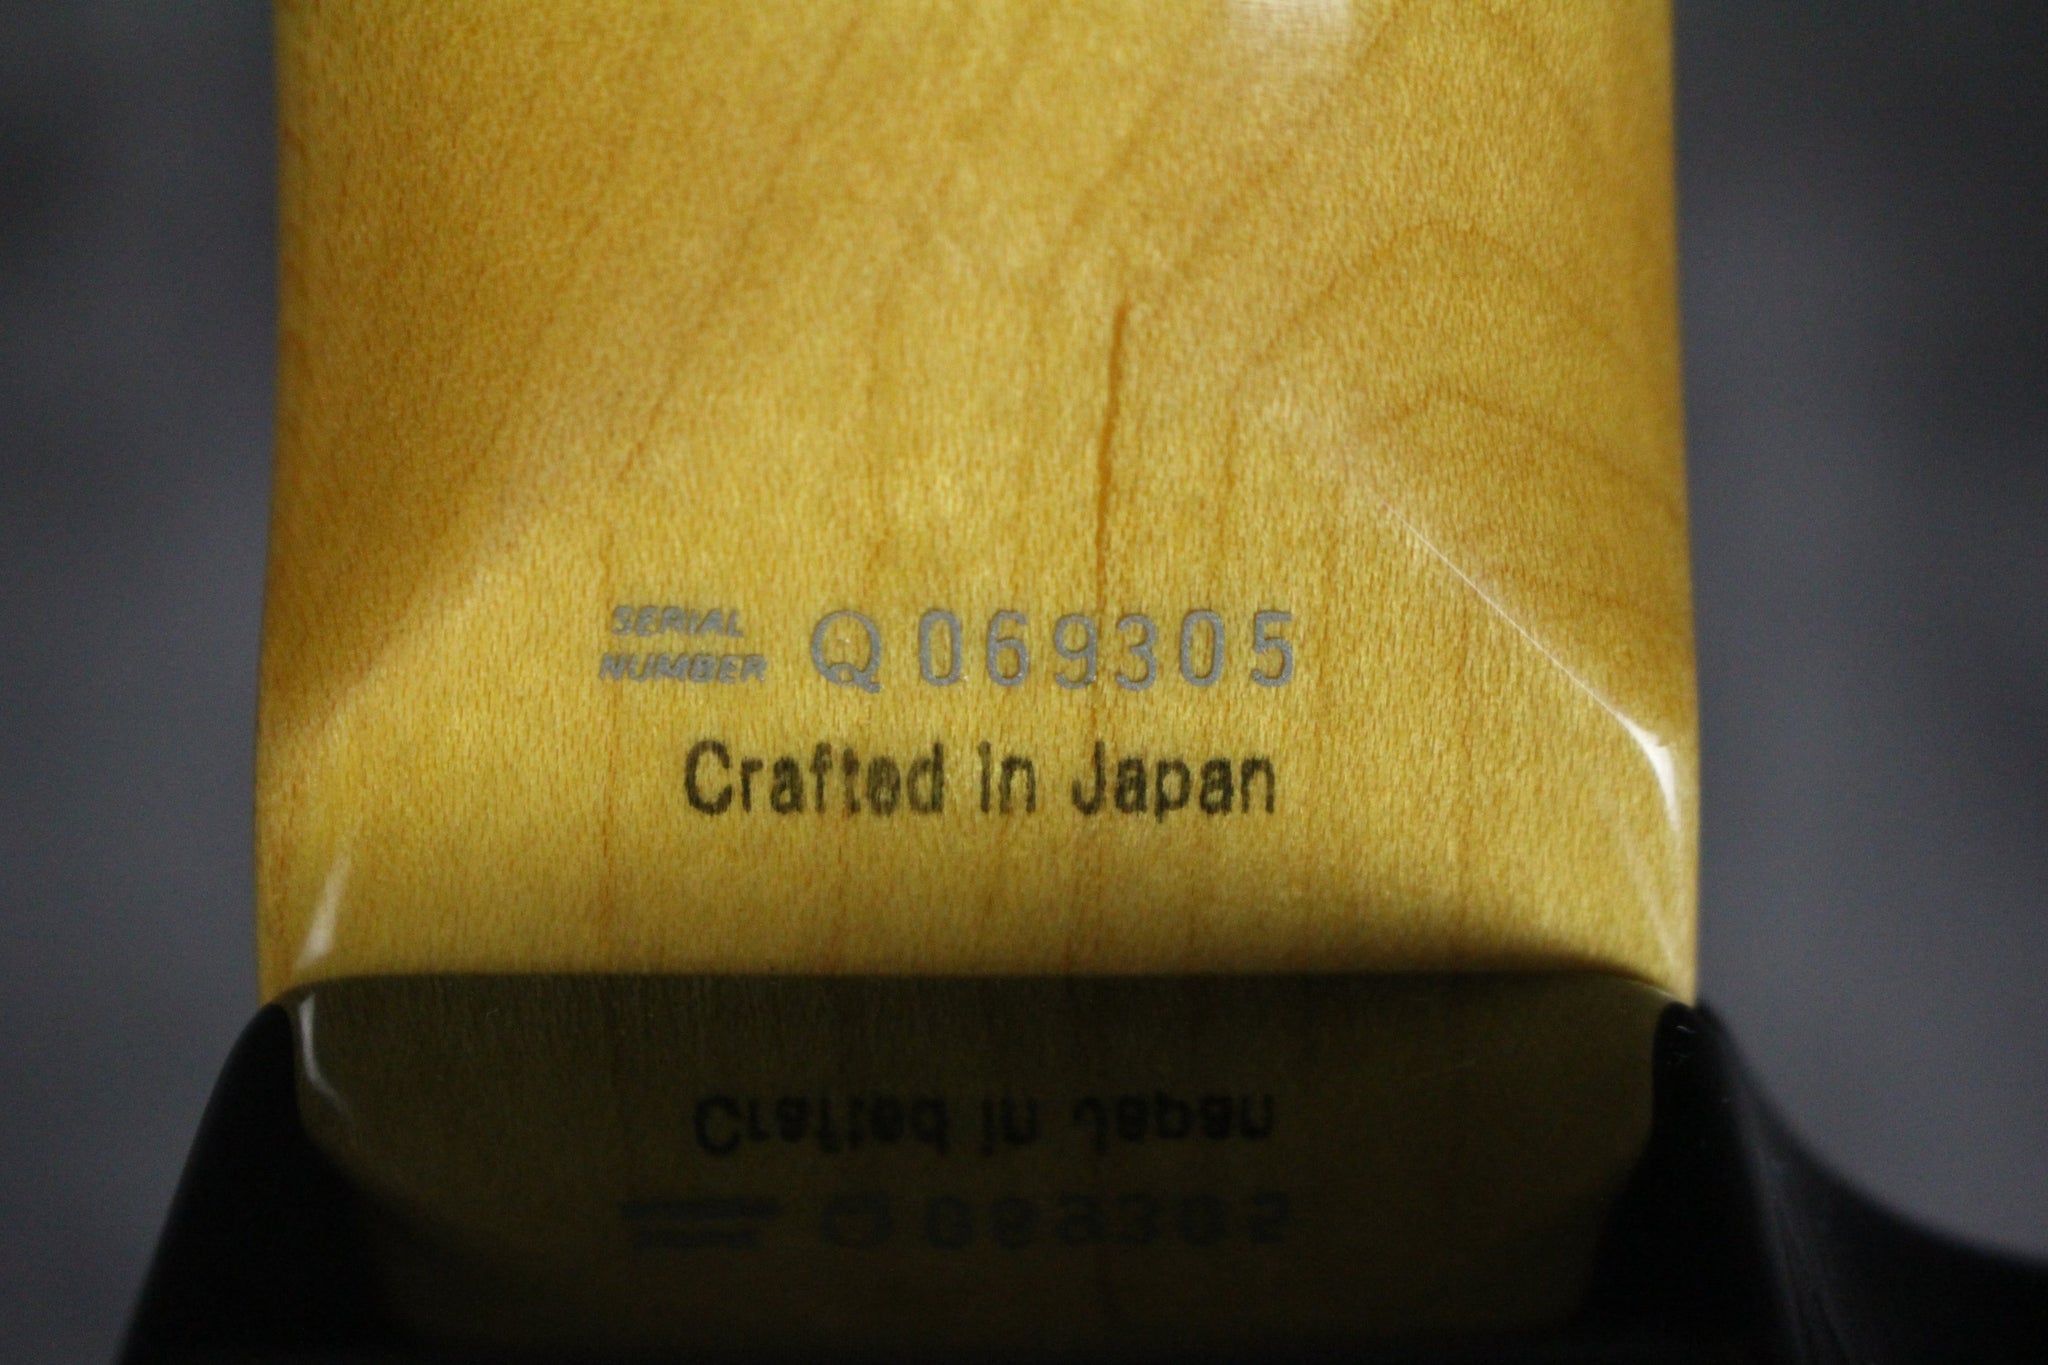 SERIAL
NUMBER Q069305
Crafted in Japan